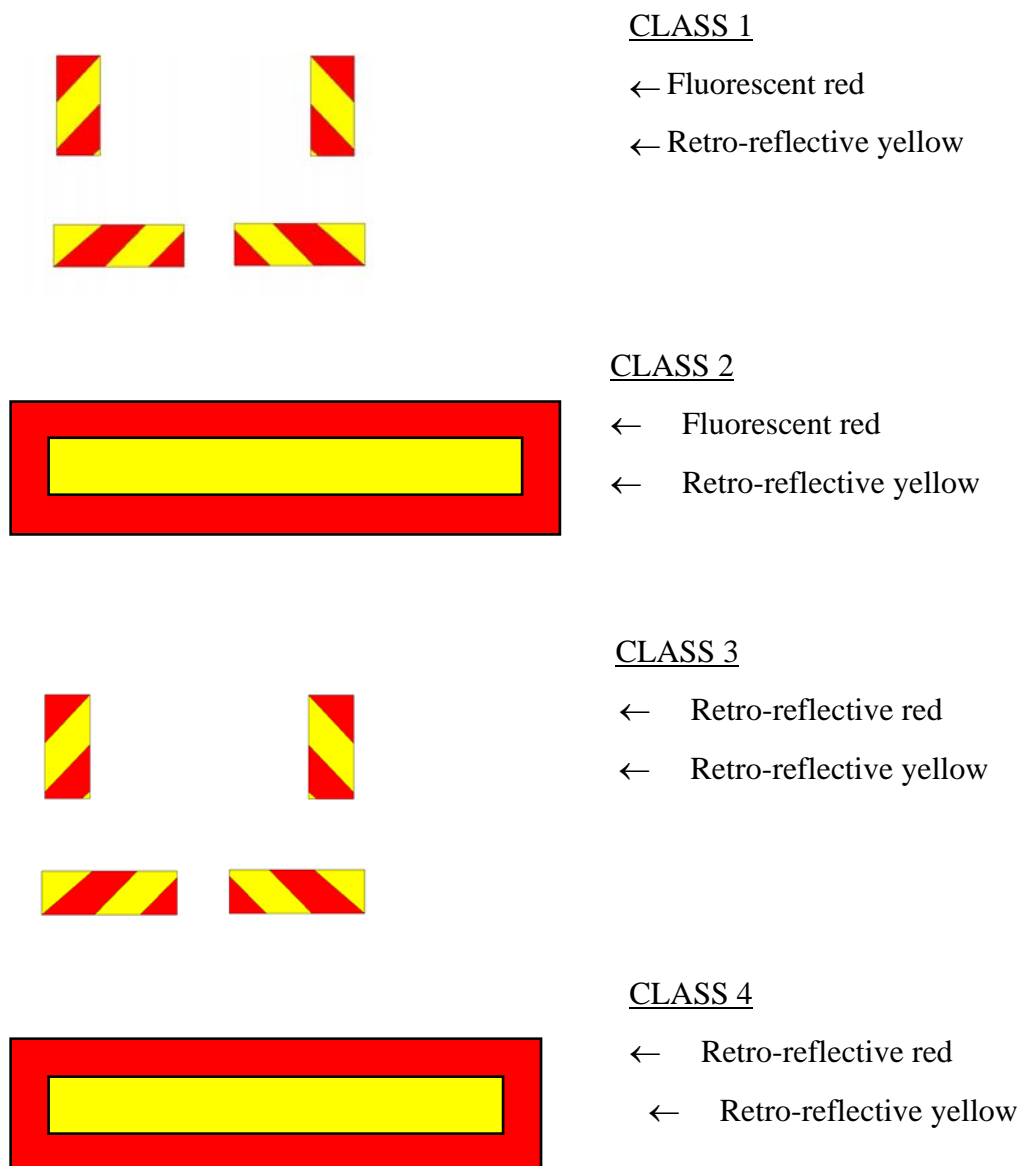 CLASS 1
← Fluorescent red
← Retro-reflective yellow
CLASS 2
← Fluorescent red
← Retro-reflective yellow
CLASS 3
← Retro-reflective red
← Retro-reflective yellow
CLASS 4
← Retro-reflective red
← Retro-reflective yellow